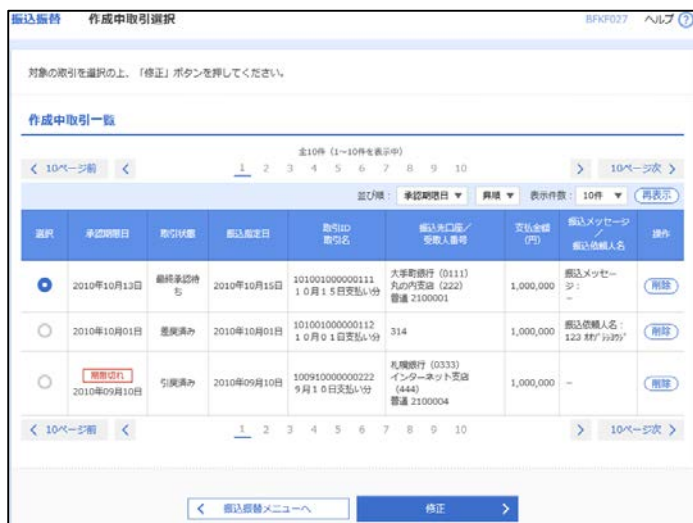 振込振替 作成中取引選択 BFKF027 ヘルプ ?
対象の取引を選択の上、「修正」ボタンを押してください。
作成中取引一覧
全10件（1～10件を表示中）
10ページ前 1 2 3 4 5 6 7 8 9 10 10ページ次
並び順： 承認期限日 ▼ 昇順 ▼ 表示件数： 10件 ▼ 再表示
選択 承認期限日 取引状態 振込指定日 取引ID 振込先口座／ 支払金額 振込メッセージ 操作
取引名 受取人番号 (円) ／
振込依頼人名
2010年10月13日 最終承認待ち 2010年10月15日 101001000000111 大手町銀行（0111） 1,000,000 振込メッセージ： 削除
10月15日支払い分 丸の内支店（222） －
普通 2100001
2010年10月01日 差戻済み 2010年10月01日 101001000000112 314 1,000,000 振込依頼人名： 削除
10月01日支払い分 123
期限切れ
2010年09月10日 引戻済み 2010年09月10日 100910000000222 札幌銀行（0333） 1,000,000 － 削除
9月10日支払い分 インターネット支店
（444）
普通 2100004
10ページ前 1 2 3 4 5 6 7 8 9 10 10ページ次
振込振替メニューへ 修正